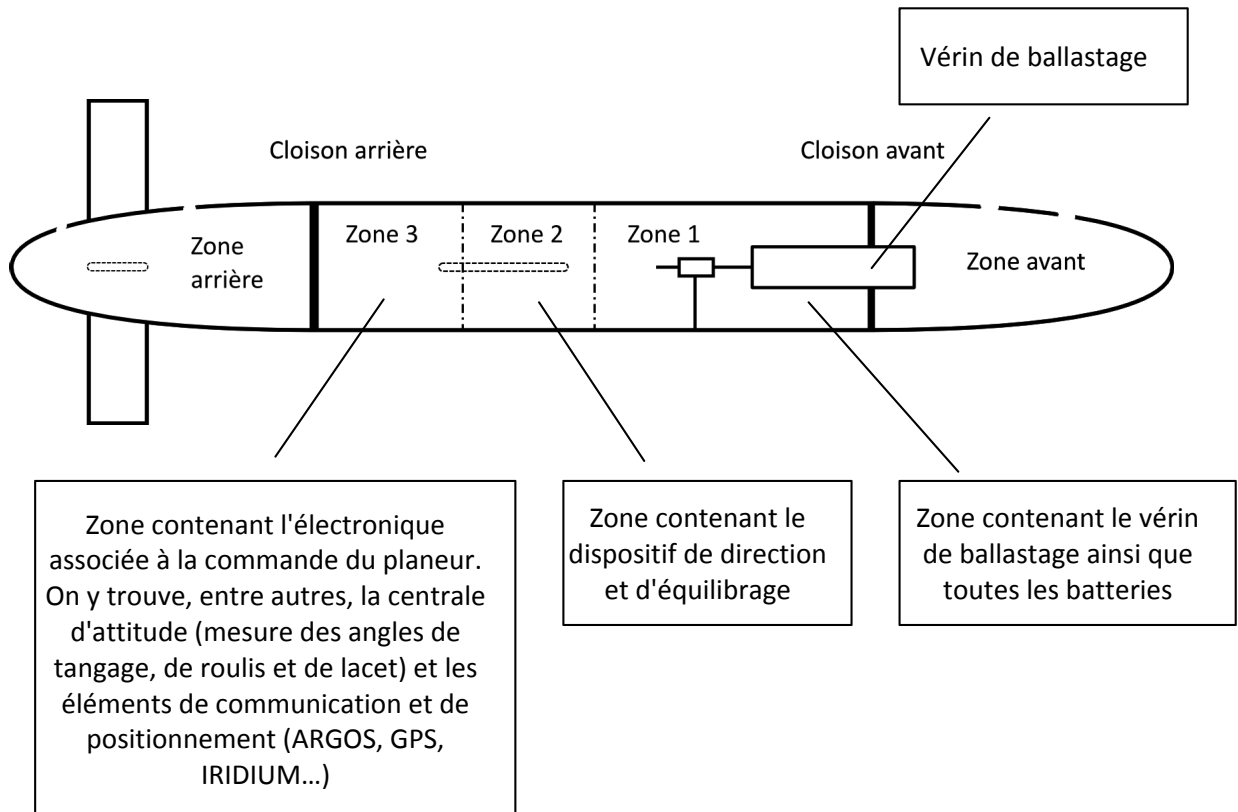 Vérin de ballastage
Cloison arrière
Cloison avant
Zone
arrière
Zone 3
Zone 2
Zone 1
Zone avant
Zone contenant l'électronique
associée à la commande du planeur.
On y trouve, entre autres, la centrale
d'attitude (mesure des angles de
tangage, de roulis et de lacet) et les
éléments de communication et de
positionnement (ARGOS, GPS,
IRIDIUM…)
Zone contenant le
dispositif de direction
et d'équilibrage
Zone contenant le vérin
de ballastage ainsi que
toutes les batteries